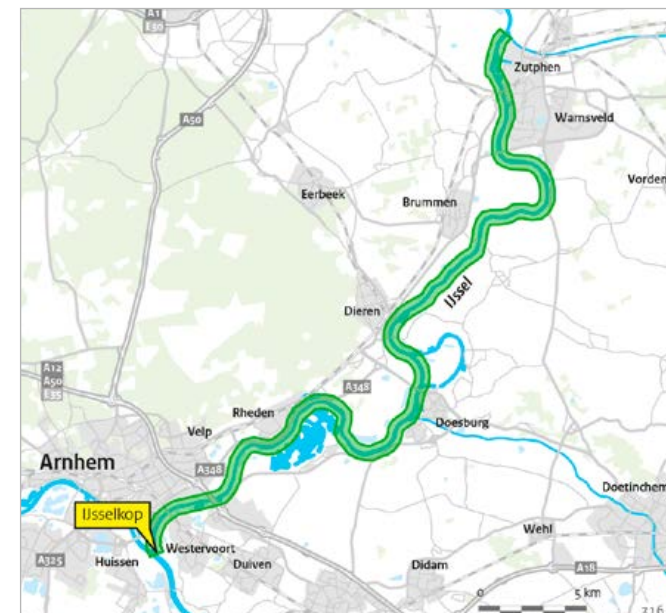 A1
E30
Zutphen
A50
Warnsveld
Eerbeek
Vorden
Brummen
IJssel
Dieren
A12
A50
E35
A348
Rheden
Velp
Doesburg
Arnhem
A348
Doetinchem
IJsselkop
Wehl
Westervoort
Huissen
A325
Duiven
Didam
A18
0
5 km